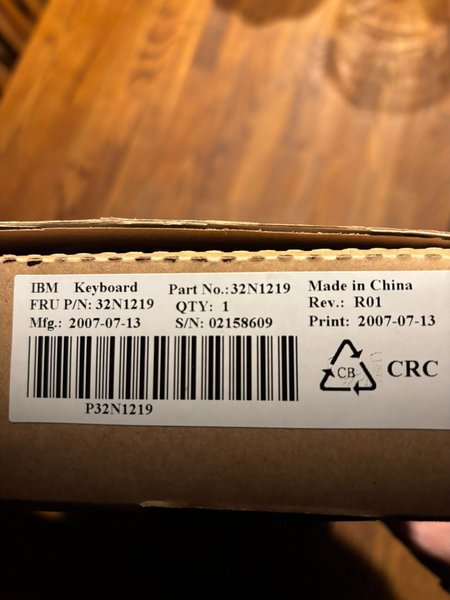 IBM Keyboard Part No.:32N1219 Made in China
FRU P/N: 32N1219 QTY: 1 Rev.: R01
Mfg.: 2007-07-13 S/N: 02158609 Print: 2007-07-13
CB CRC
P32N1219